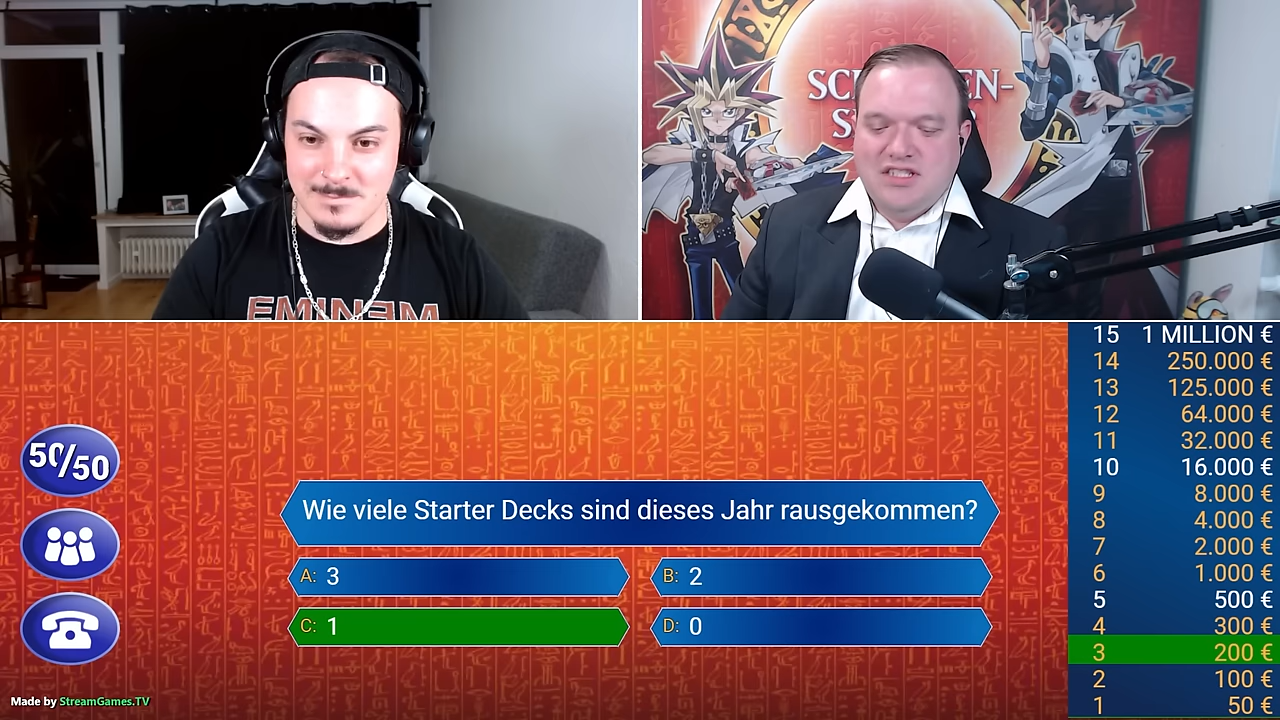 EMINEM
50/50
Wie viele Starter Decks sind dieses Jahr rausgekommen?
A: 3
B: 2
C: 1
D: 0
15 1 MILLION €
14 250.000 €
13 125.000 €
12 64.000 €
11 32.000 €
10 16.000 €
9 8.000 €
8 4.000 €
7 2.000 €
6 1.000 €
5 500 €
4 300 €
3 200 €
2 100 €
1 50 €
Made by StreamGames.TV